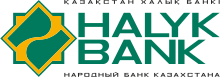 ҚАЗАҚСТАН ХАЛЫҚ БАНКІ
HALYK
BANK
НАРОДНЫЙ БАНК КАЗАХСТАНА